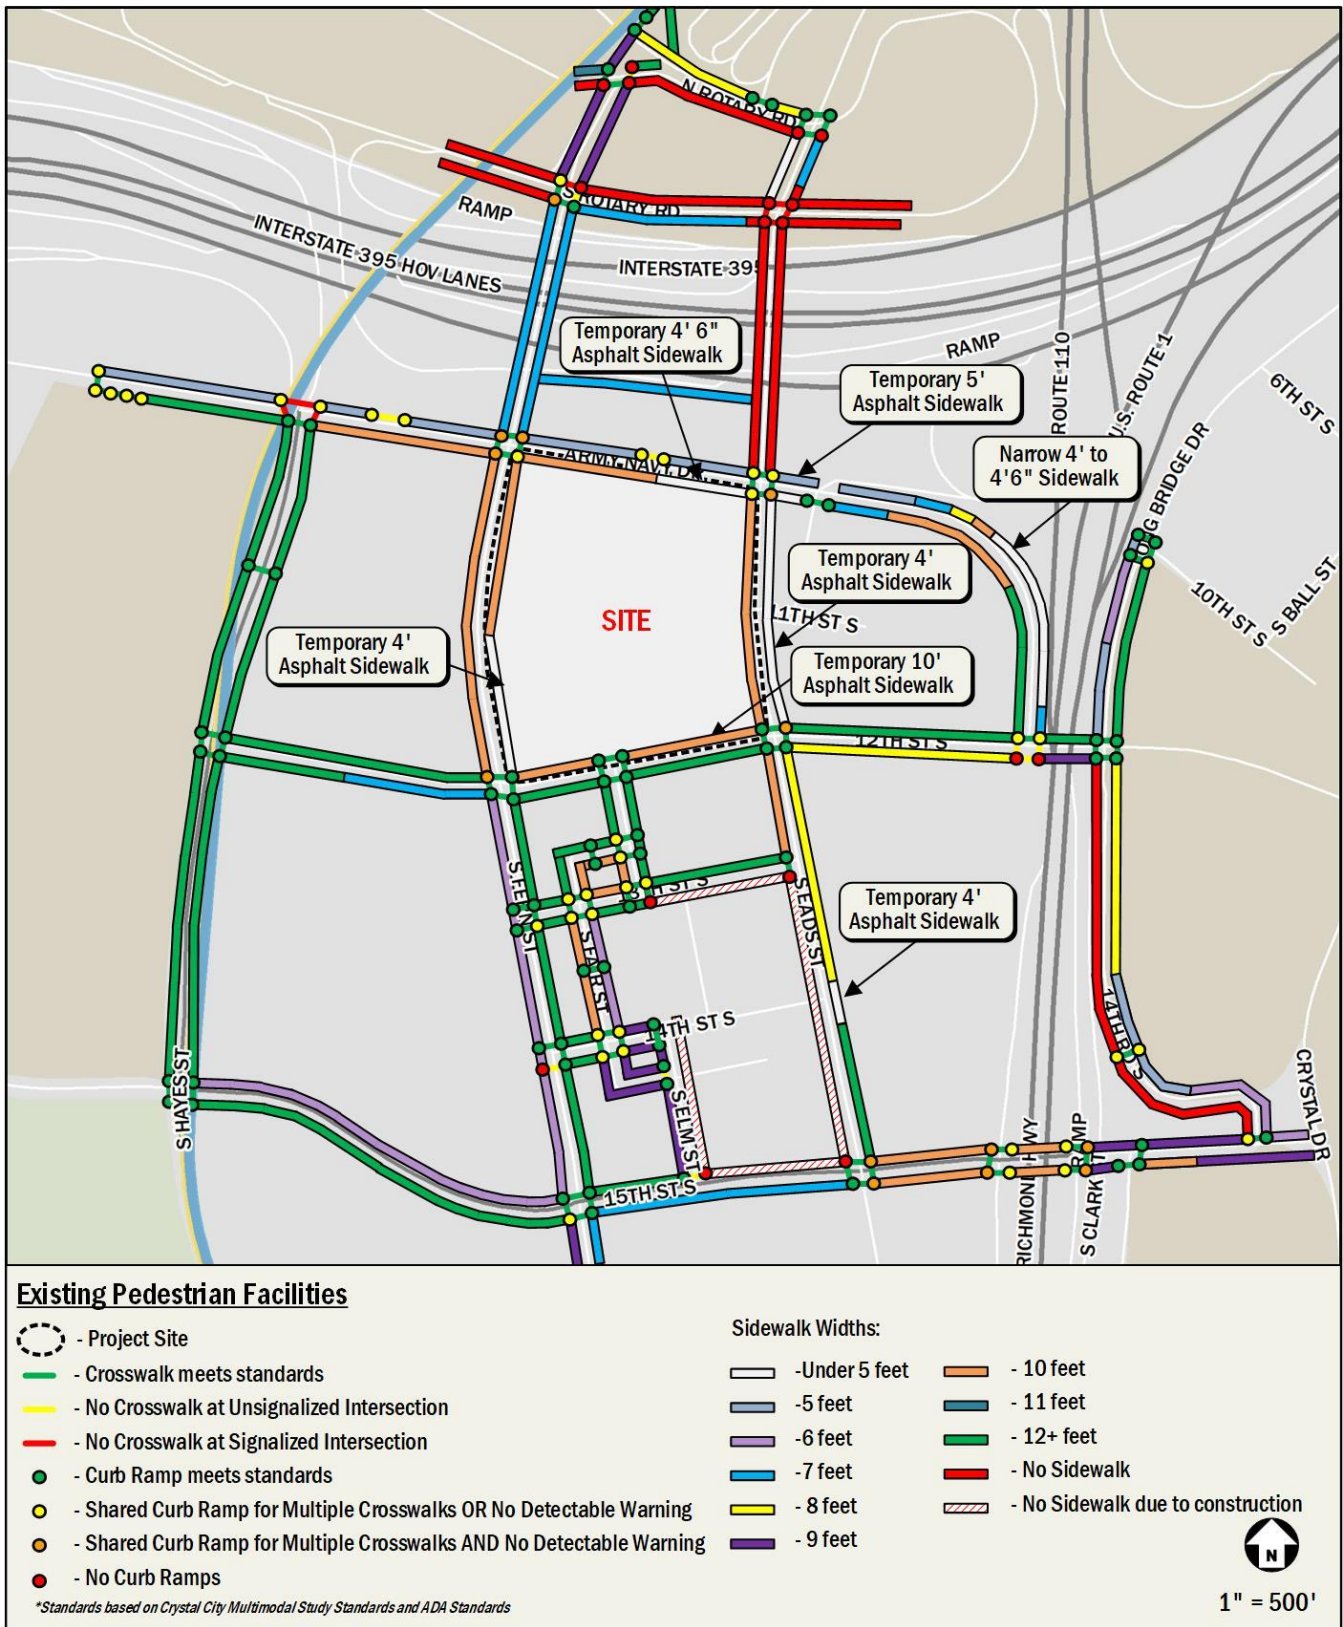 N ROTARY RD
S ROTARY RD
RAMP
INTERSTATE 395 HOV LANES
INTERSTATE 395
RAMP
ROUTE 110
U.S. ROUTE 1
6TH ST S
Temporary 4' 6"
Asphalt Sidewalk
Temporary 5'
Asphalt Sidewalk
Narrow 4' to
4'6" Sidewalk
ARMY NAVY DR.
BRIDGE DR
10TH ST S
S BALL ST
Temporary 4'
Asphalt Sidewalk
11TH ST S
SITE
Temporary 4'
Asphalt Sidewalk
Temporary 10'
Asphalt Sidewalk
12TH ST S
S FERN ST
ST S
S EADS ST
Temporary 4'
Asphalt Sidewalk
S FAIR ST
14TH ST S
14TH RD S
S HAYES ST
S ELM ST
15TH ST S
RICHMOND HWY
RAMP
S CLARK
CRYSTAL DR
Existing Pedestrian Facilities
- Project Site
- Crosswalk meets standards
- No Crosswalk at Unsignalized Intersection
- No Crosswalk at Signalized Intersection
- Curb Ramp meets standards
- Shared Curb Ramp for Multiple Crosswalks OR No Detectable Warning
- Shared Curb Ramp for Multiple Crosswalks AND No Detectable Warning
- No Curb Ramps
*Standards based on Crystal City Multimodal Study Standards and ADA Standards
Sidewalk Widths:
-Under 5 feet
-5 feet
-6 feet
-7 feet
- 8 feet
- 9 feet
- 10 feet
- 11 feet
- 12+ feet
- No Sidewalk
- No Sidewalk due to construction
N
1" = 500'